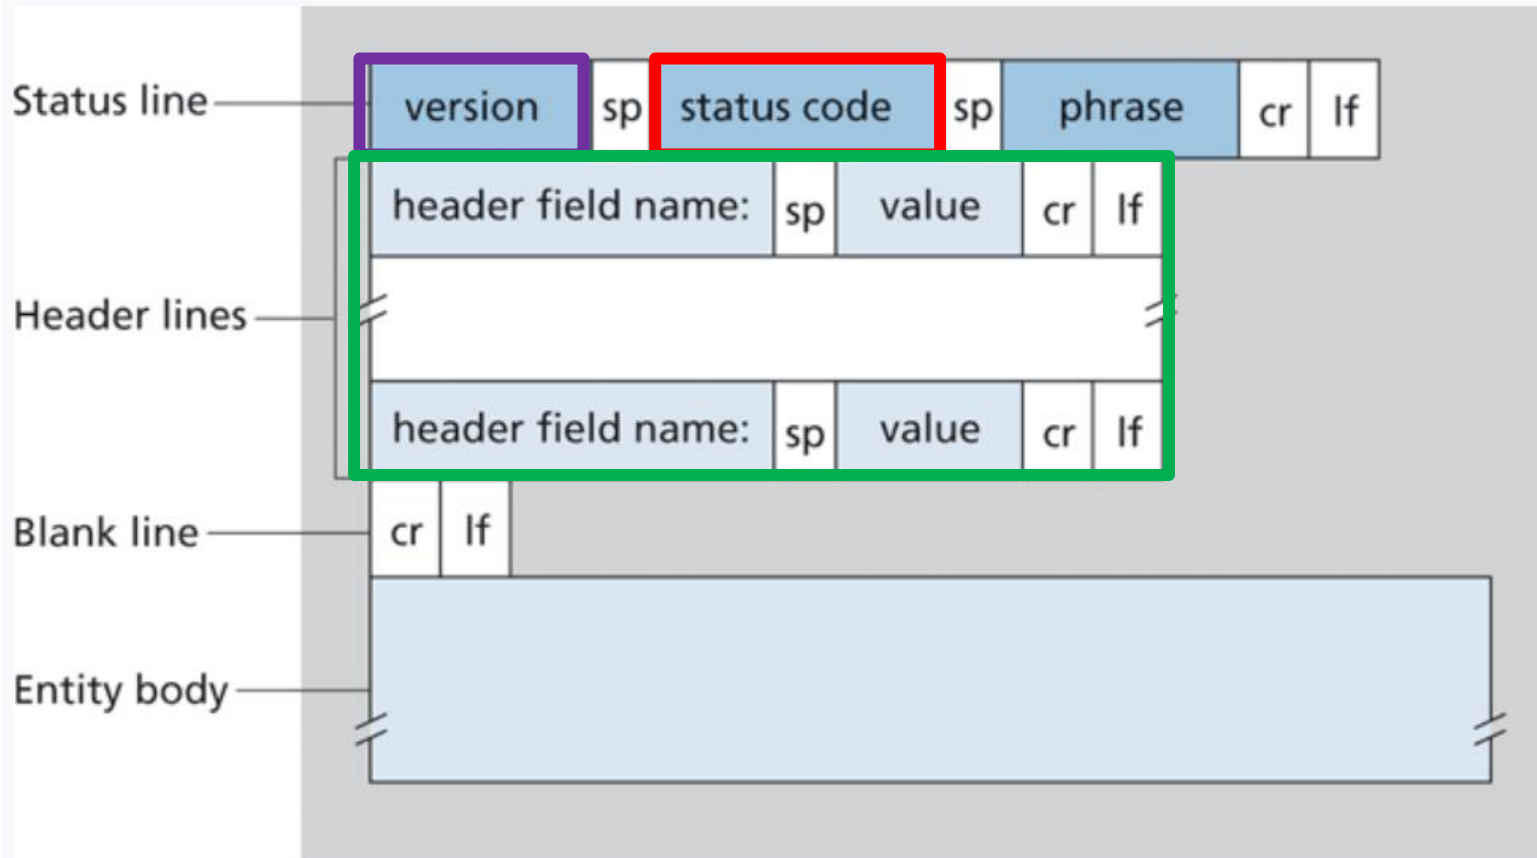 Status line version sp status code sp phrase cr lf
header field name: sp value cr lf
Header lines
header field name: sp value cr lf
Blank line cr lf
Entity body